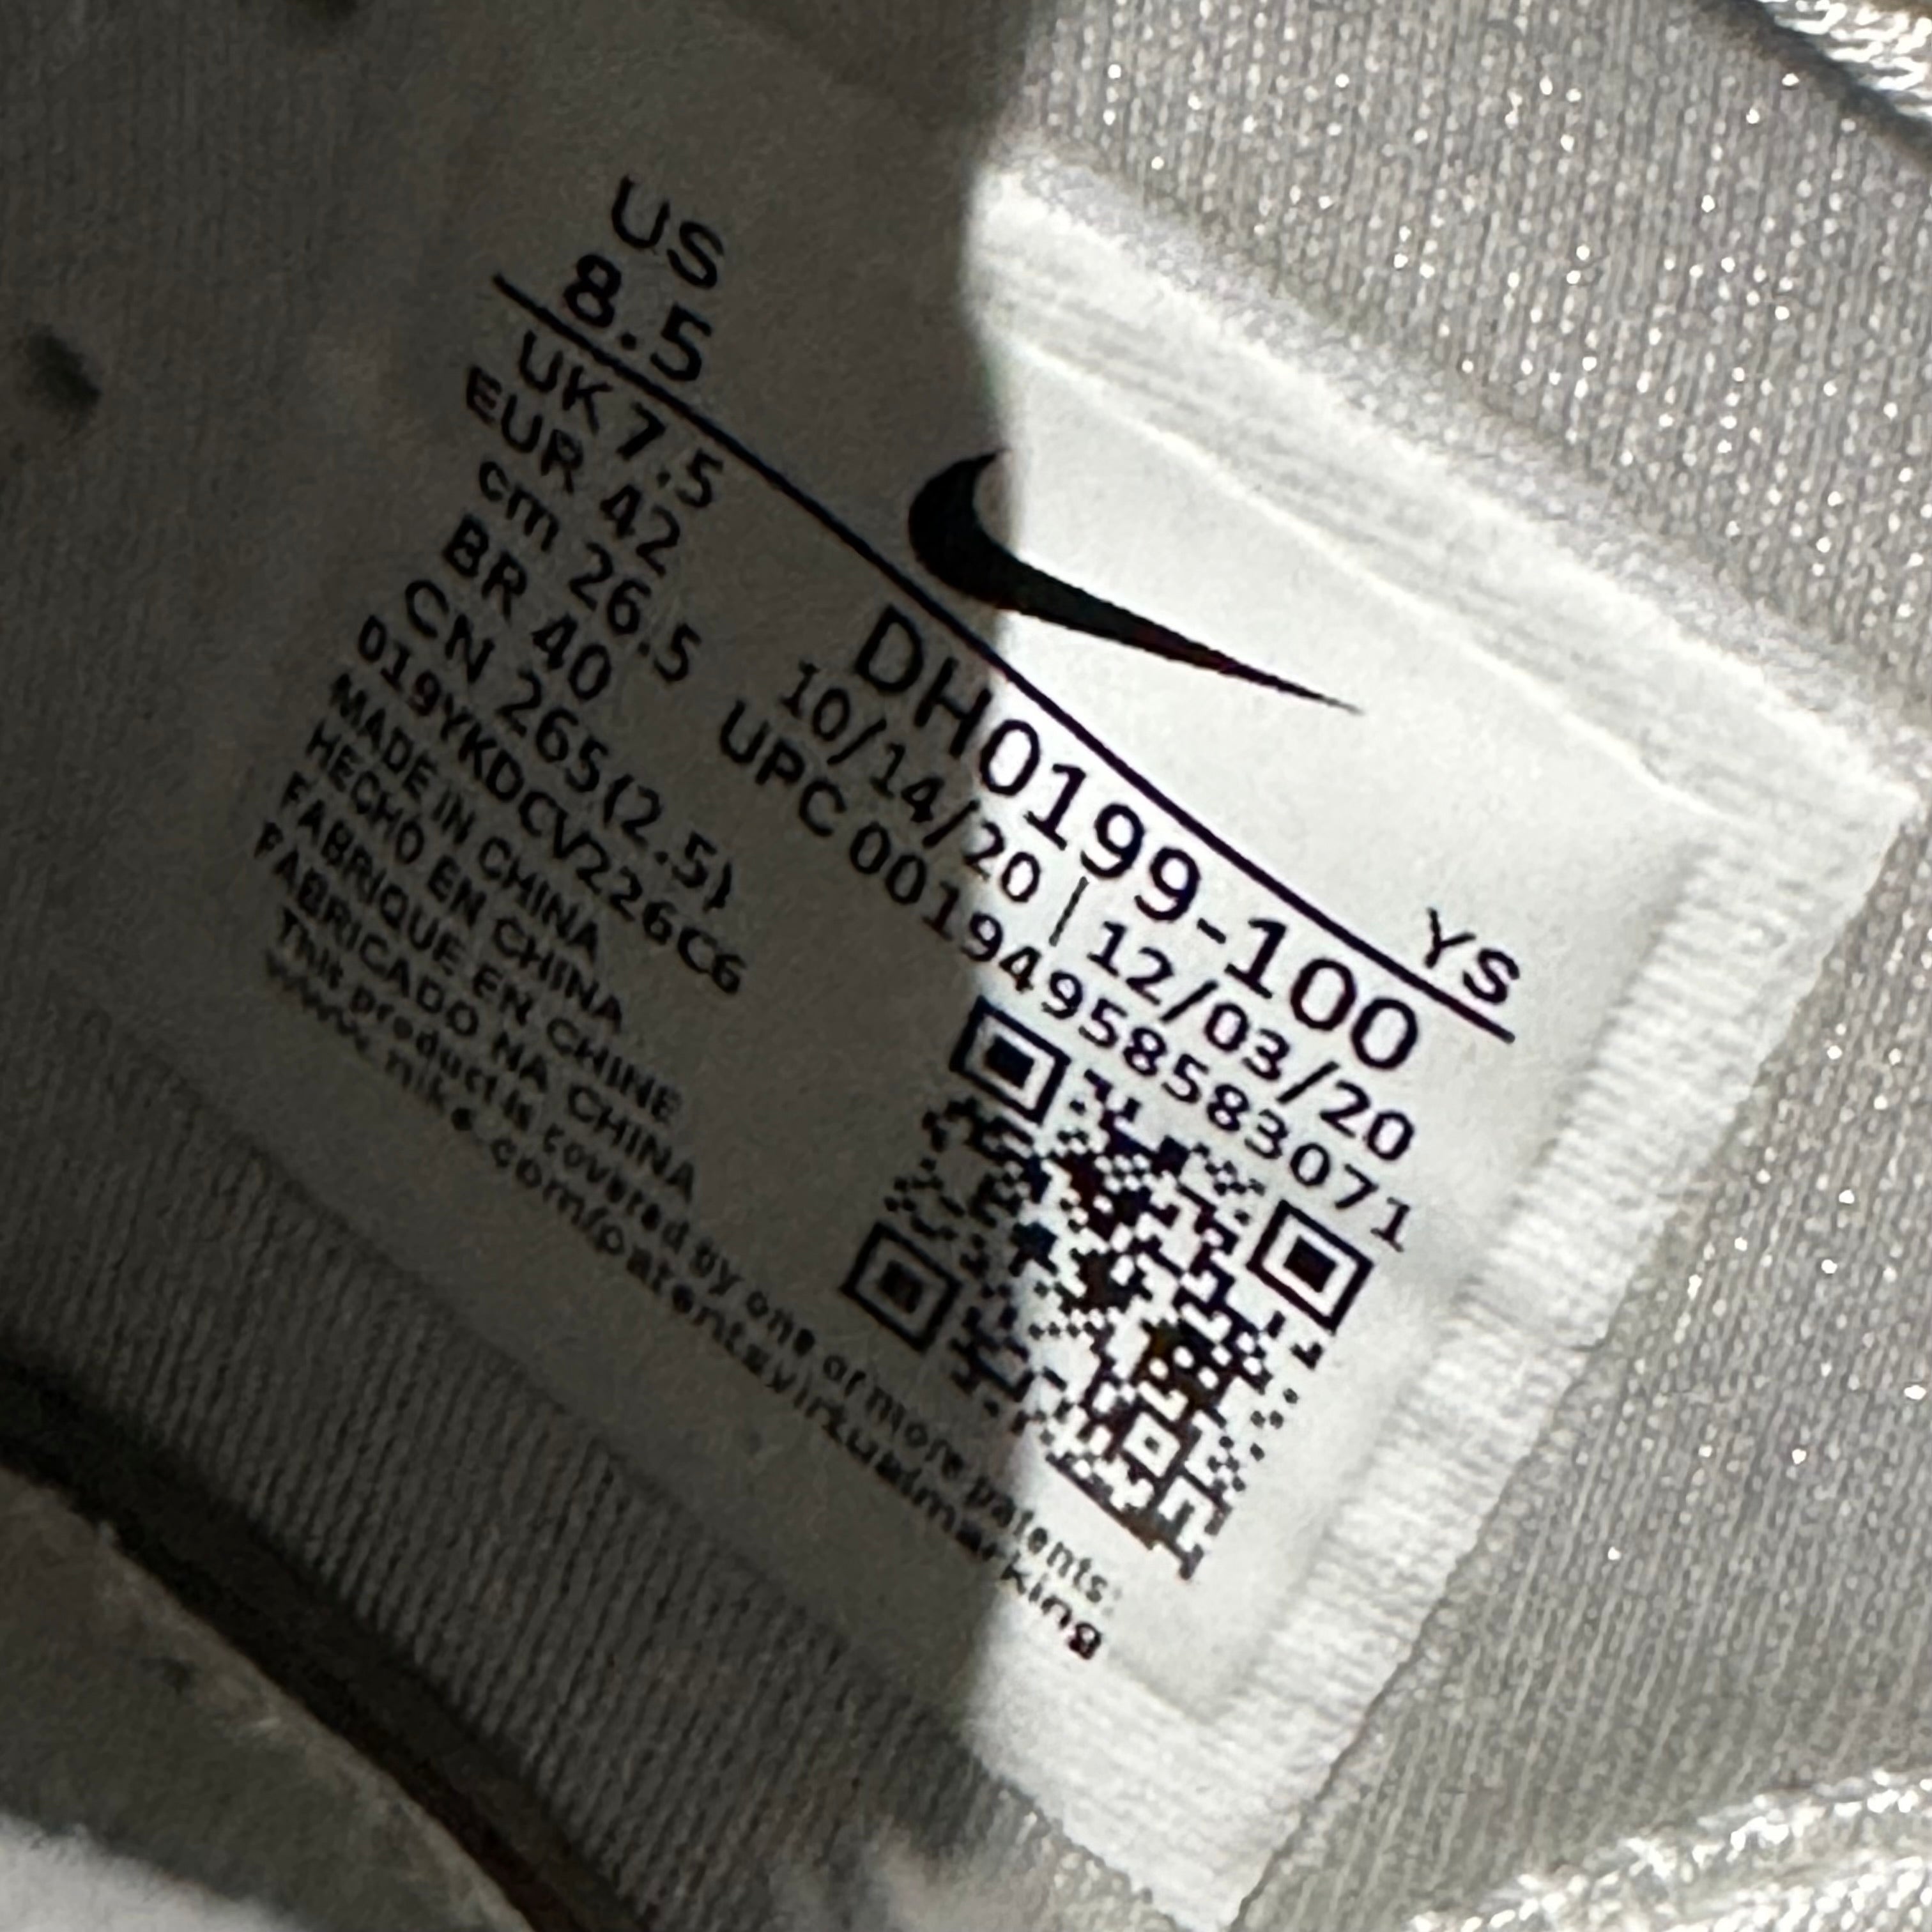 US
8.5
YS
UK 7.5
EUR 42
cm 26.5
BR 40
CN 265(2.5)
019YKDCV226C6
MADE IN CHINA
HECHO EN CHINA
FABRIQUE EN CHINE
FABRICADO NA CHINA
DH0199-100
10/14/20 | 12/03/20
UPC 00194958583071
This product is covered by one or more patents:
www.nike.com/patentsvirtualmarking